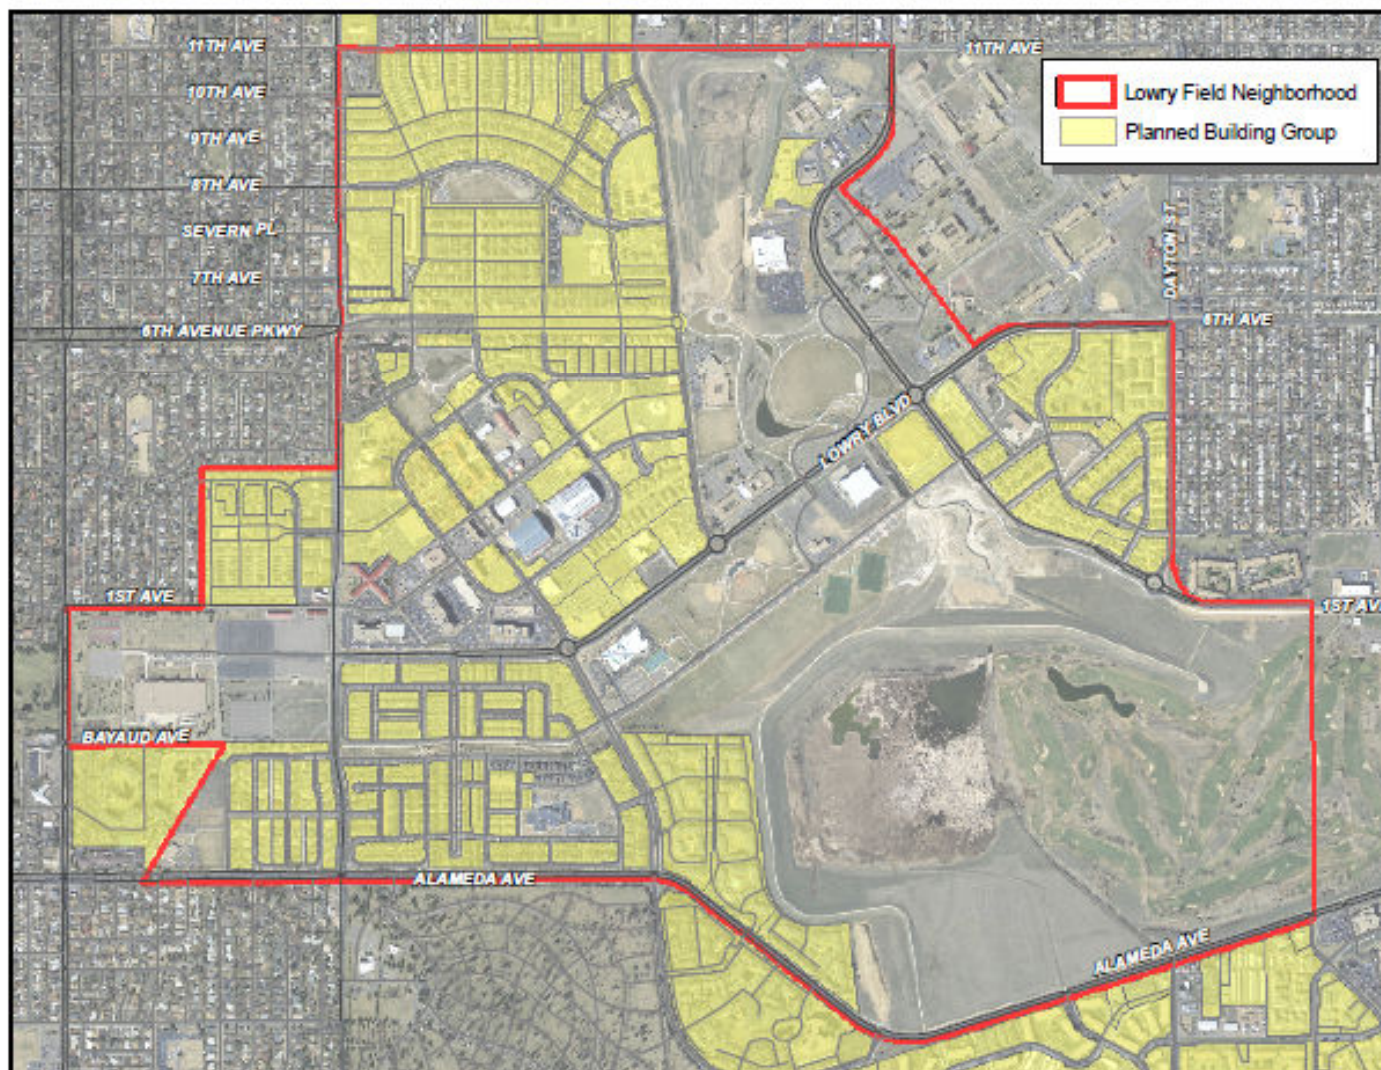 11TH AVE
11TH AVE
Lowry Field Neighborhood
10TH AVE
Planned Building Group
9TH AVE
8TH AVE
SEVERN PL
DAYTON ST
7TH AVE
6TH AVENUE PKWY
6TH AVE
LOWRY BLVD
1ST AVE
1ST AVE
BAYAUD AVE
ALAMEDA AVE
ALAMEDA AVE